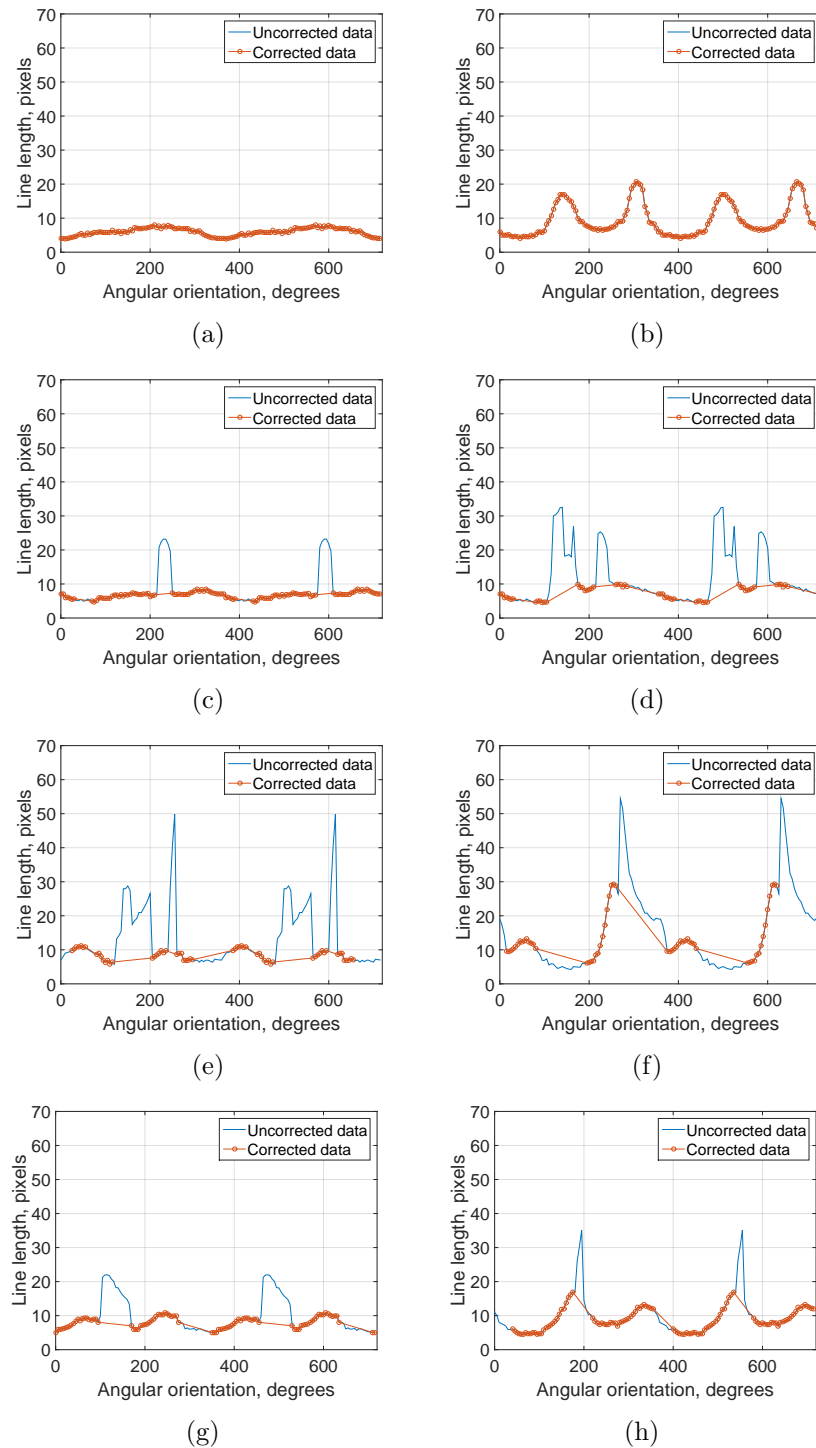 70
60
50
40
30
20
10
0
Line length, pixels
Uncorrected data
Corrected data
0 200 400 600
Angular orientation, degrees
(a)
70
60
50
40
30
20
10
0
Line length, pixels
Uncorrected data
Corrected data
0 200 400 600
Angular orientation, degrees
(b)
70
60
50
40
30
20
10
0
Line length, pixels
Uncorrected data
Corrected data
0 200 400 600
Angular orientation, degrees
(c)
70
60
50
40
30
20
10
0
Line length, pixels
Uncorrected data
Corrected data
0 200 400 600
Angular orientation, degrees
(d)
70
60
50
40
30
20
10
0
Line length, pixels
Uncorrected data
Corrected data
0 200 400 600
Angular orientation, degrees
(e)
70
60
50
40
30
20
10
0
Line length, pixels
Uncorrected data
Corrected data
0 200 400 600
Angular orientation, degrees
(f)
70
60
50
40
30
20
10
0
Line length, pixels
Uncorrected data
Corrected data
0 200 400 600
Angular orientation, degrees
(g)
70
60
50
40
30
20
10
0
Line length, pixels
Uncorrected data
Corrected data
0 200 400 600
Angular orientation, degrees
(h)